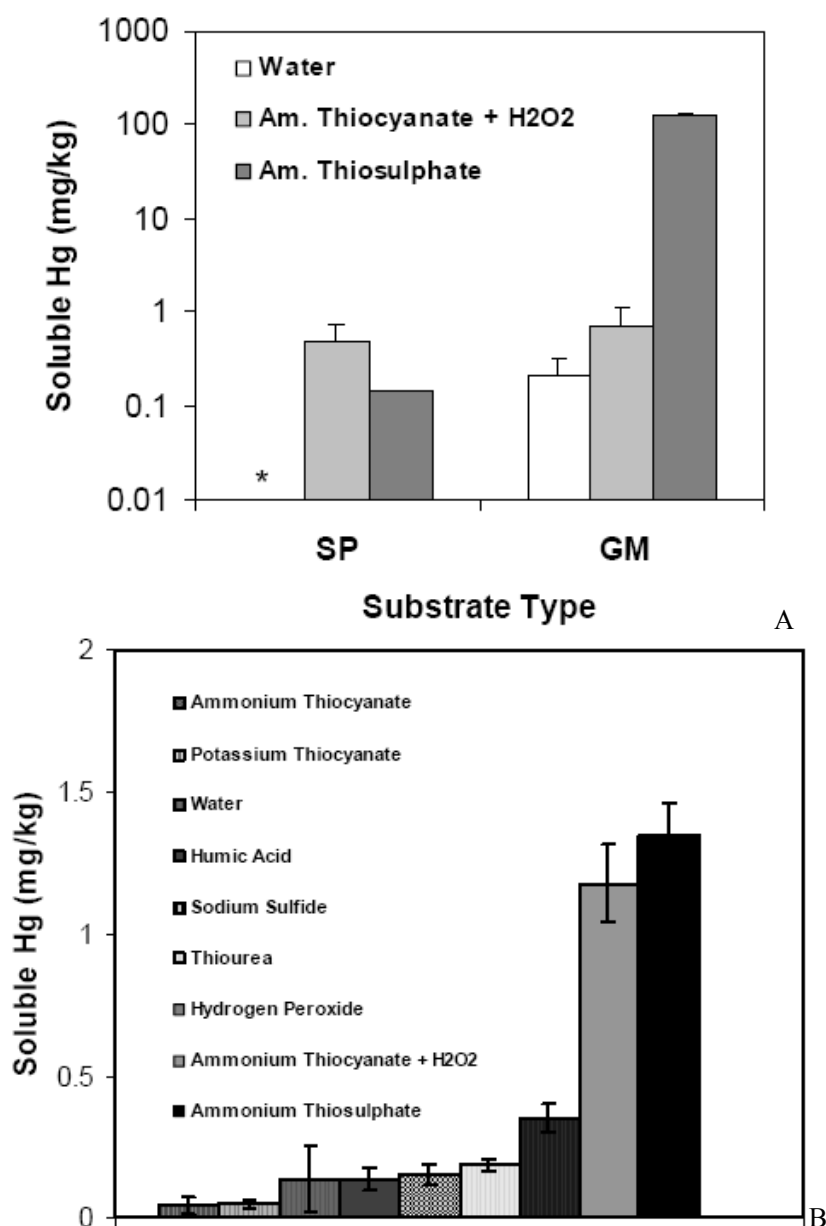 1000
100
10
1
0.1
0.01
Soluble Hg (mg/kg)
Water
Am. Thiocyanate + H2O2
Am. Thiosulphate
*
SP GM
Substrate Type
A
2
1.5
1
0.5
0
Soluble Hg (mg/kg)
Ammonium Thiocyanate
Potassium Thiocyanate
Water
Humic Acid
Sodium Sulfide
Thiourea
Hydrogen Peroxide
Ammonium Thiocyanate + H2O2
Ammonium Thiosulphate
B